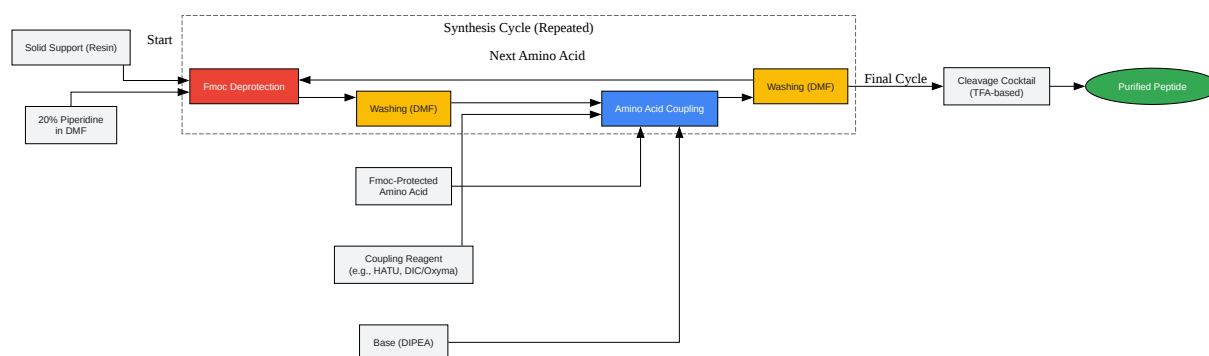 Synthesis Cycle (Repeated)
Start
Solid Support (Resin)
Next Amino Acid
Fmoc Deprotection
Washing (DMF)
Final Cycle
Cleavage Cocktail
(TFA-based)
Purified Peptide
Washing (DMF)
Amino Acid Coupling
20% Piperidine
in DMF
Fmoc-Protected
Amino Acid
Coupling Reagent
(e.g., HATU, DIC/Oxyma)
Base (DIPEA)